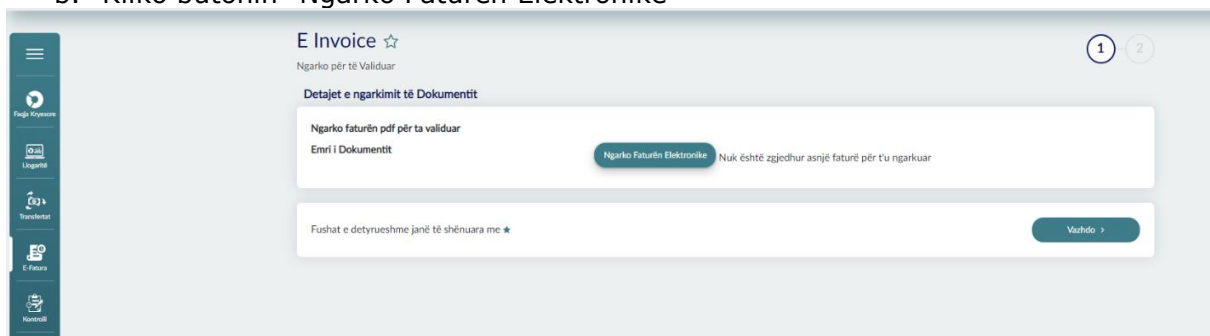 b. Kliko butonin "Ngarko Faturën Elektronike"
E Invoice
1 2
Ngarko për të Validuar
Detajet e ngarkimit të Dokumentit
Faqja Kryesore
Ngarko faturën pdf për ta validuar
Emri i Dokumentit
Ngarko Faturën Elektronike Nuk është zgjedhur asnjë faturë për t'u ngarkuar
Llogaritë
Transfertat
Fushat e detyrueshme janë të shënuara me ★
Vazhdo >
E-Fatura
Kontrolli